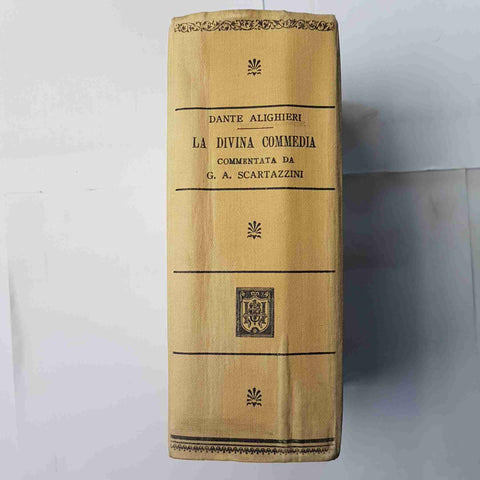 DANTE ALIGHIERI
LA DIVINA COMMEDIA
COMMENTATA DA
G. A. SCARTAZZINI